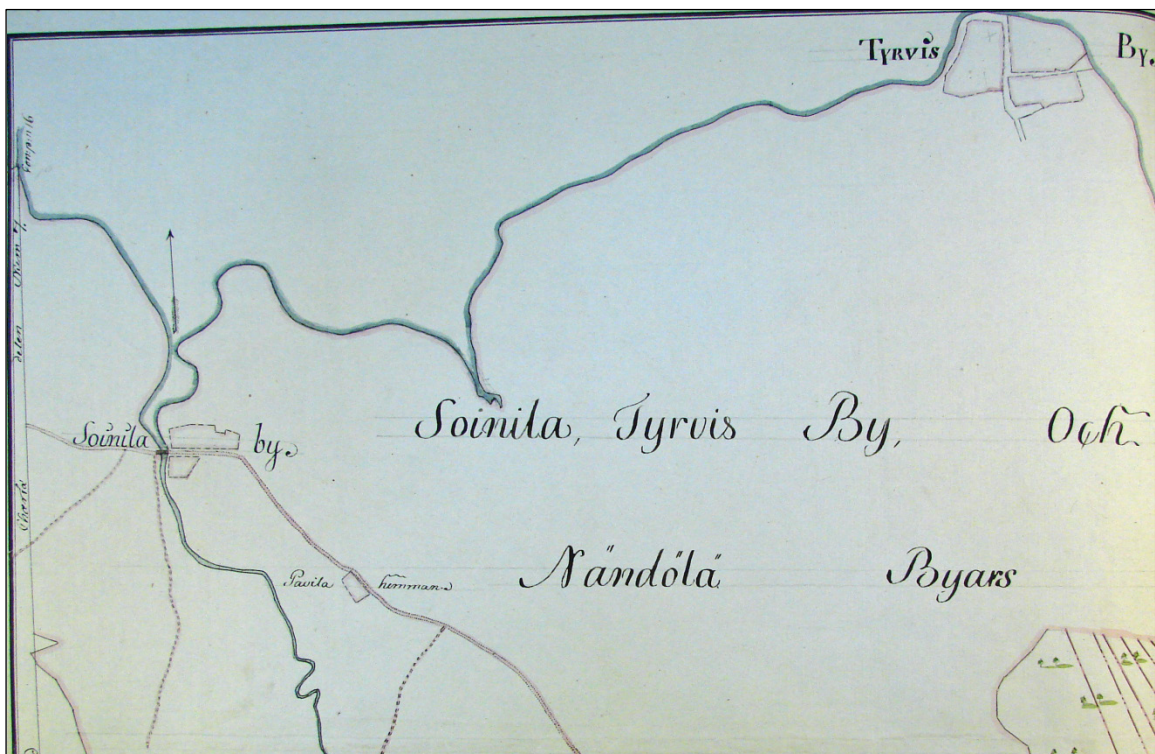 Tyrvis By.
Soinila by.
Soinila, Tyrvis By, Och
Nändölä Byars
Pavila hemman